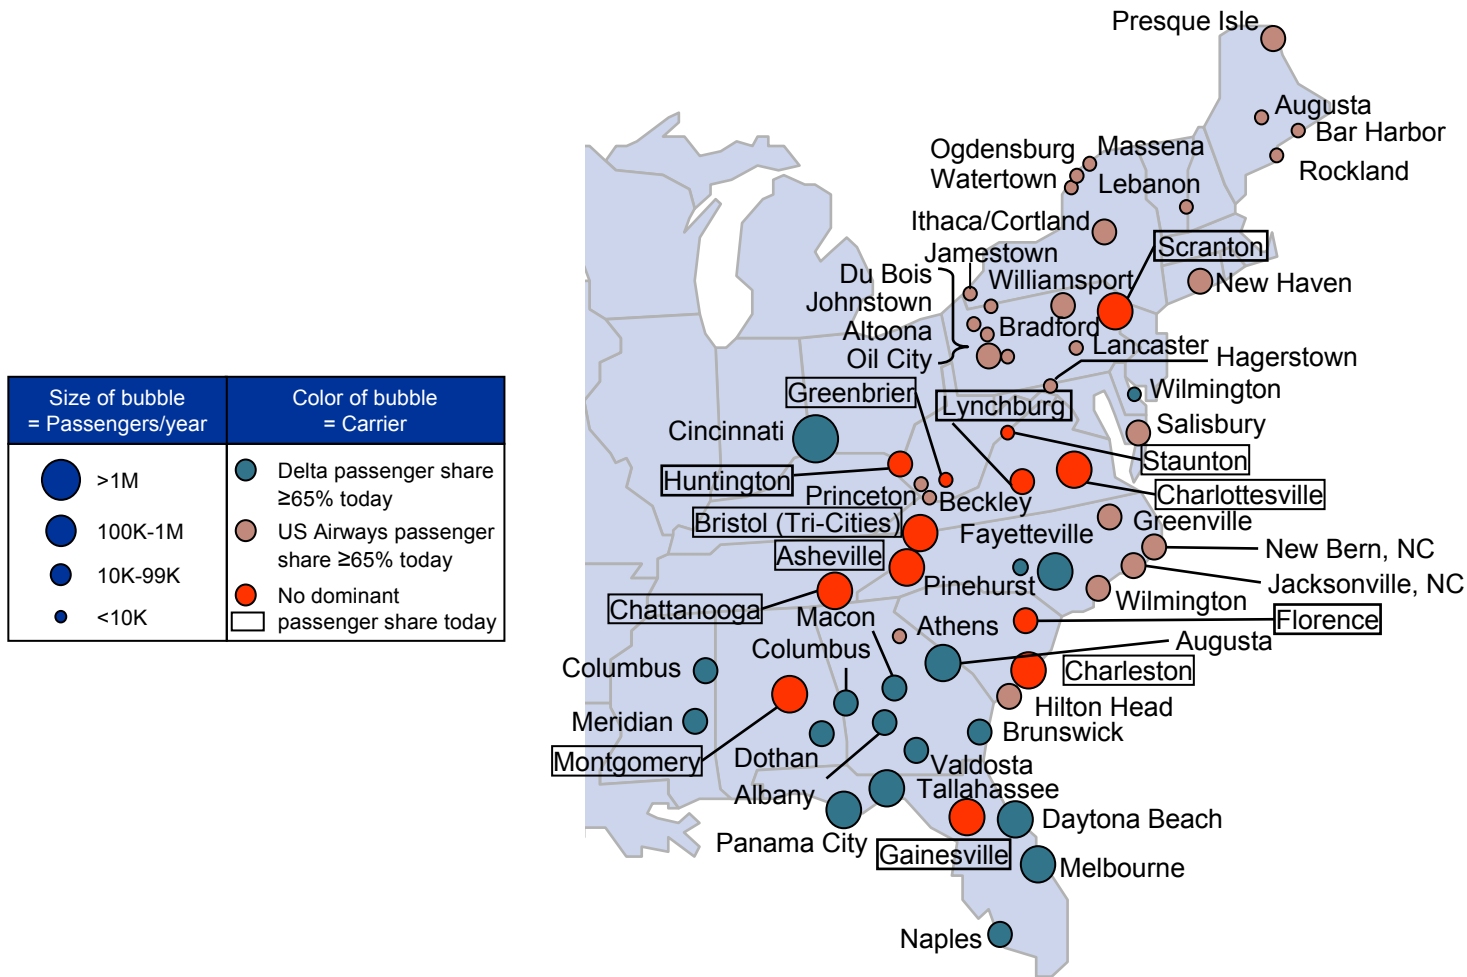 Presque Isle
Augusta
Bar Harbor
Ogdensburg
Massena
Rockland
Watertown
Lebanon
Ithaca/Cortland
Scranton
Jamestown
Du Bois
Williamsport
New Haven
Johnstown
Altoona
Bradford
Lancaster
Oil City
Hagerstown
Greenbrier
Lynchburg
Wilmington
Salisbury
Cincinnati
Staunton
Huntington
Princeton
Beckley
Charlottesville
Bristol (Tri-Cities)
Fayetteville
Greenville
New Bern, NC
Asheville
Pinehurst
Jacksonville, NC
Chattanooga
Wilmington
Macon
Athens
Florence
Columbus
Augusta
Columbus
Charleston
Hilton Head
Meridian
Brunswick
Montgomery
Dothan
Valdosta
Albany
Tallahassee
Panama City
Daytona Beach
Gainesville
Melbourne
Naples
Size of bubble
= Passengers/year
>1M
100K-1M
10K-99K
<10K
Color of bubble
= Carrier
Delta passenger share
≥65% today
US Airways passenger
share ≥65% today
No dominant
passenger share today